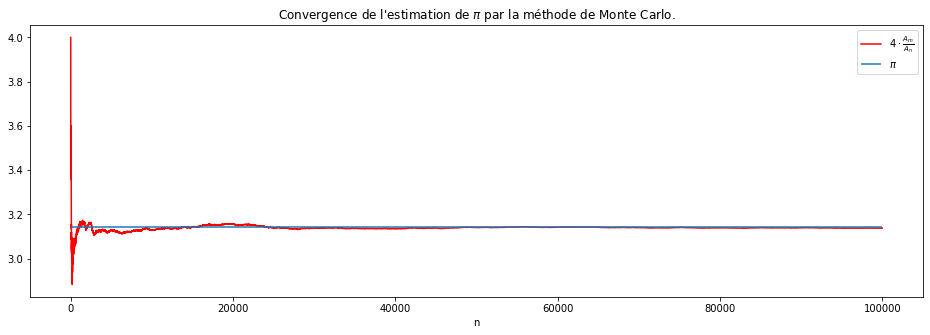 Convergence de l'estimation de π par la méthode de Monte Carlo.
4.0
3.8
3.6
3.4
3.2
3.0
4 · Aₘ/Aₙ
π
0 20000 40000 60000 80000 100000
n